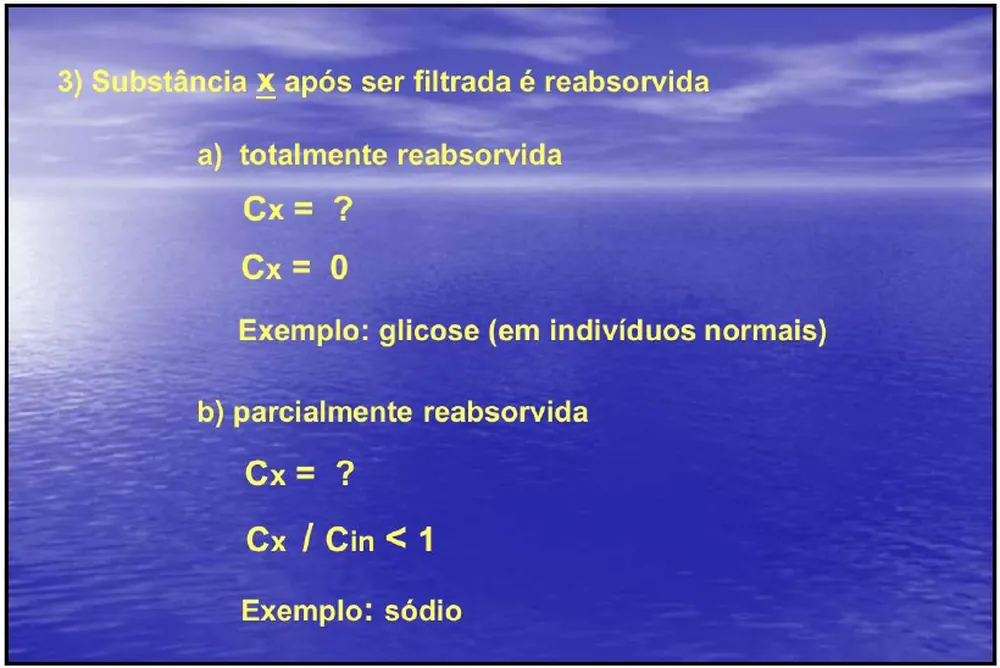 3) Substância x após ser filtrada é reabsorvida
a) totalmente reabsorvida
Cx = ?
Cx = 0
Exemplo: glicose (em indivíduos normais)
b) parcialmente reabsorvida
Cx = ?
Cx / Cin < 1
Exemplo: sódio